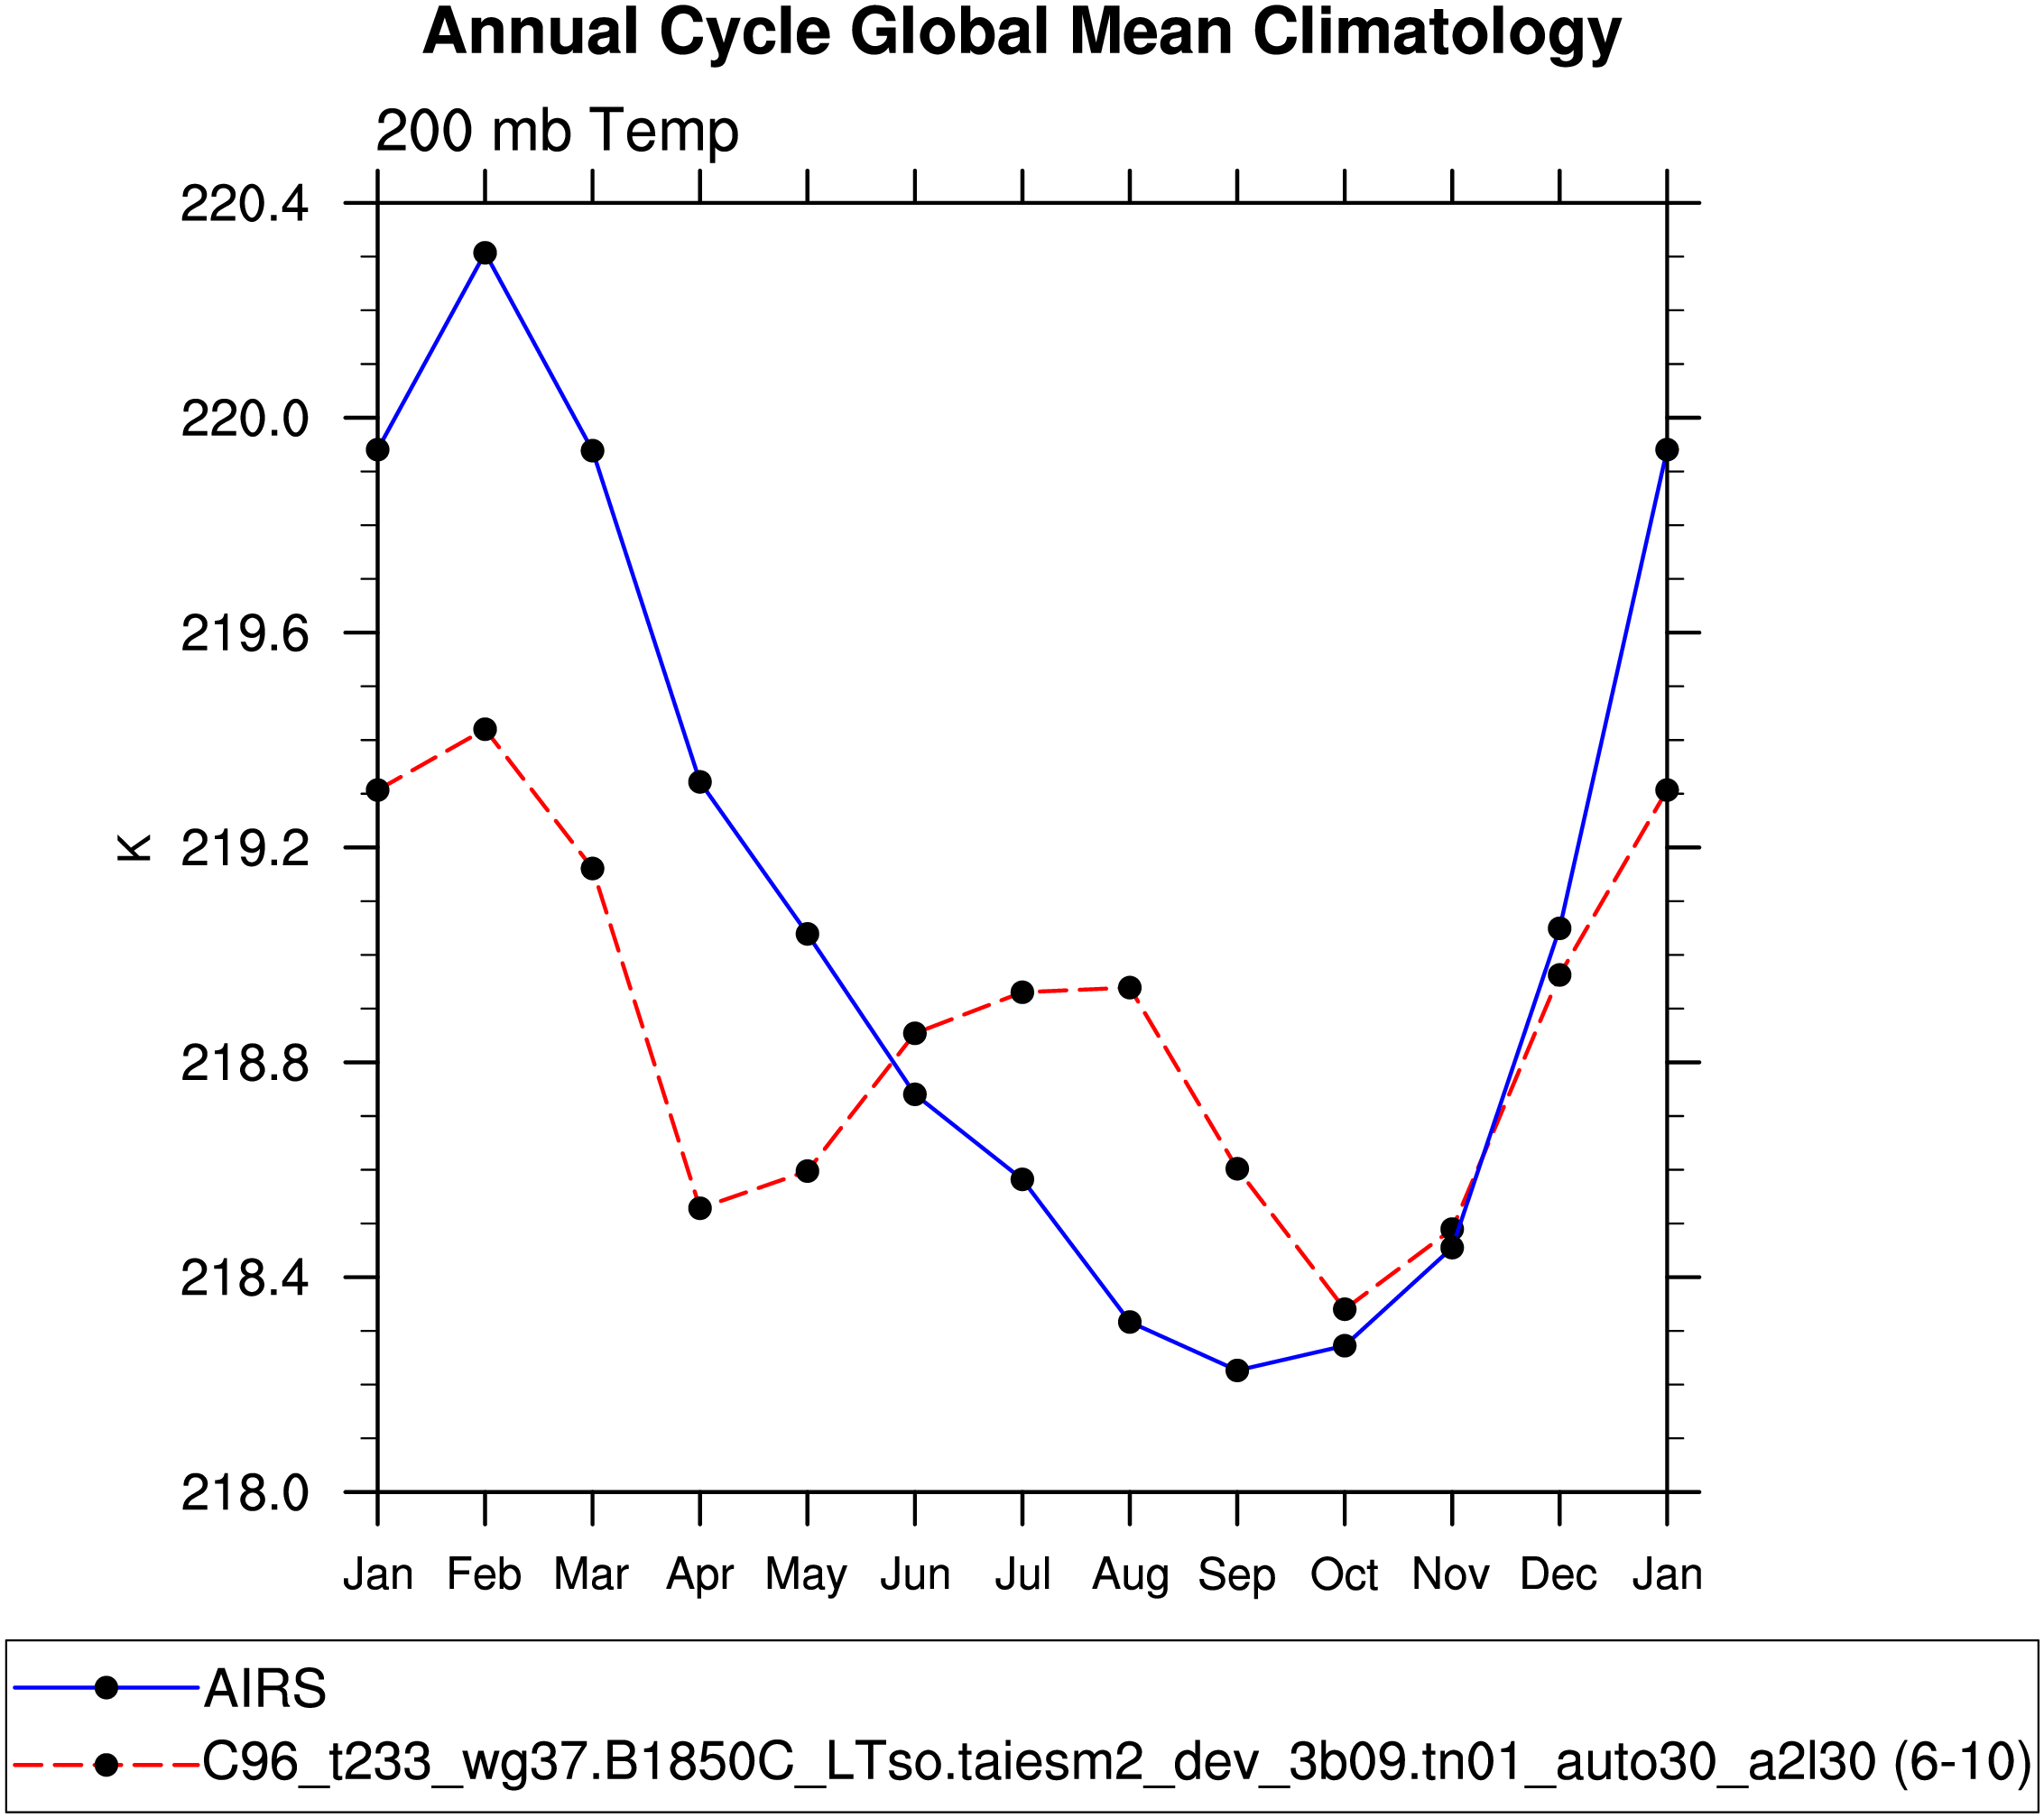 Annual Cycle Global Mean Climatology
200 mb Temp
220.4
220.0
219.6
219.2
218.8
218.4
218.0
K
Jan Feb Mar Apr May Jun Jul Aug Sep Oct Nov Dec Jan
AIRS
C96_t233_wg37.B1850C_LTso.taiesm2_dev_3b09.tn01_auto30_a2l30 (6-10)